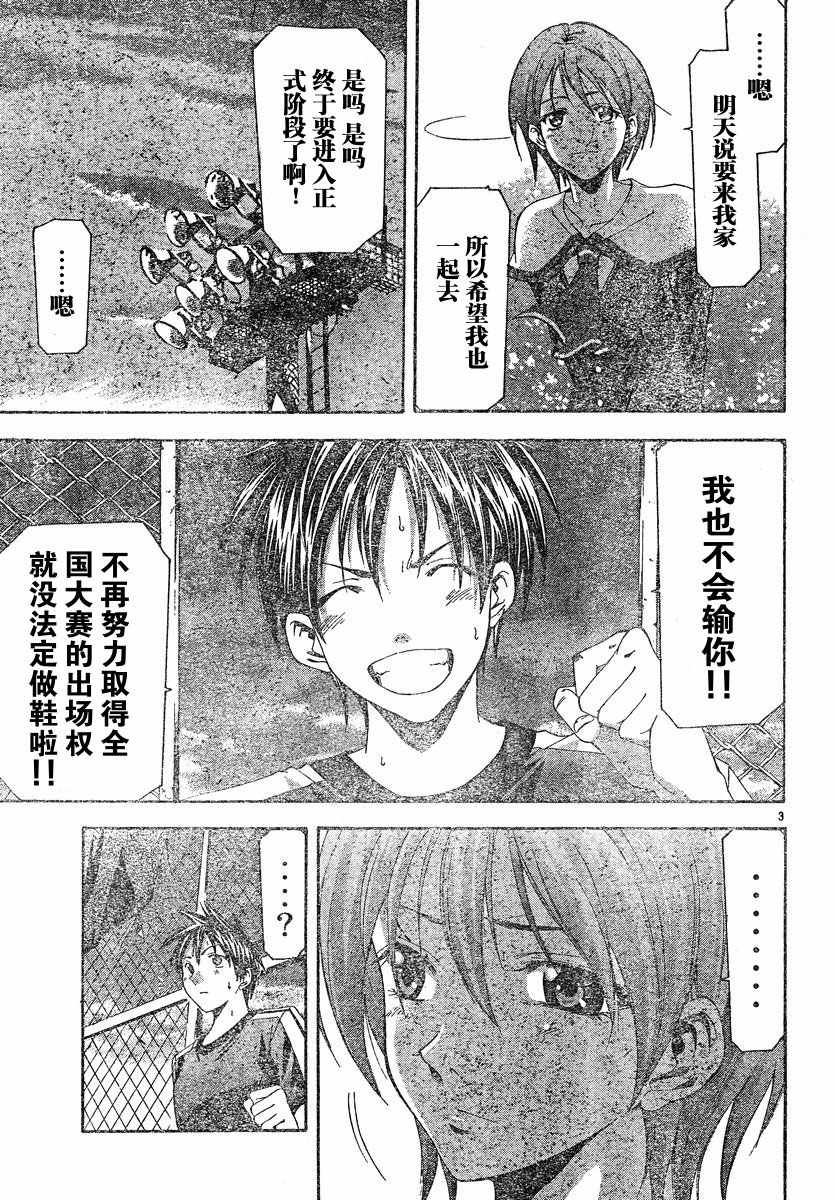 ……嗯
明天说要来我家
所以希望我也
一起去
是吗 是吗
终于要进入正
式阶段了啊!
……嗯
我也不会输你!!
不再努力取得全
国大赛的出场权
就没法定做鞋啦!!
3
......
....?